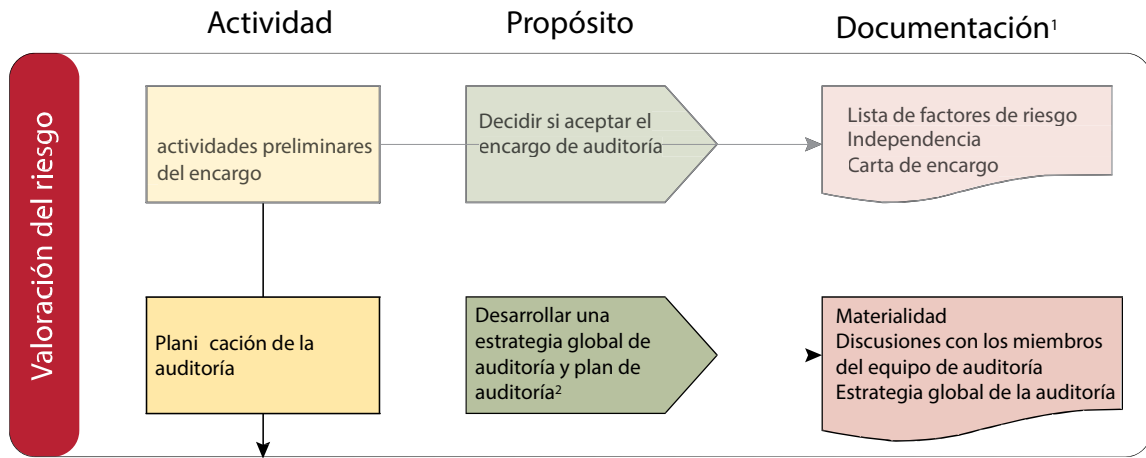 Actividad
Propósito
Documentación¹
Valoración del riesgo
actividades preliminares
del encargo
Decidir si aceptar el
encargo de auditoría
Lista de factores de riesgo
Independencia
Carta de encargo
Plani cación de la
auditoría
Desarrollar una
estrategia global de
auditoría y plan de
auditoría²
Materialidad
Discusiones con los miembros
del equipo de auditoría
Estrategia global de la auditoría